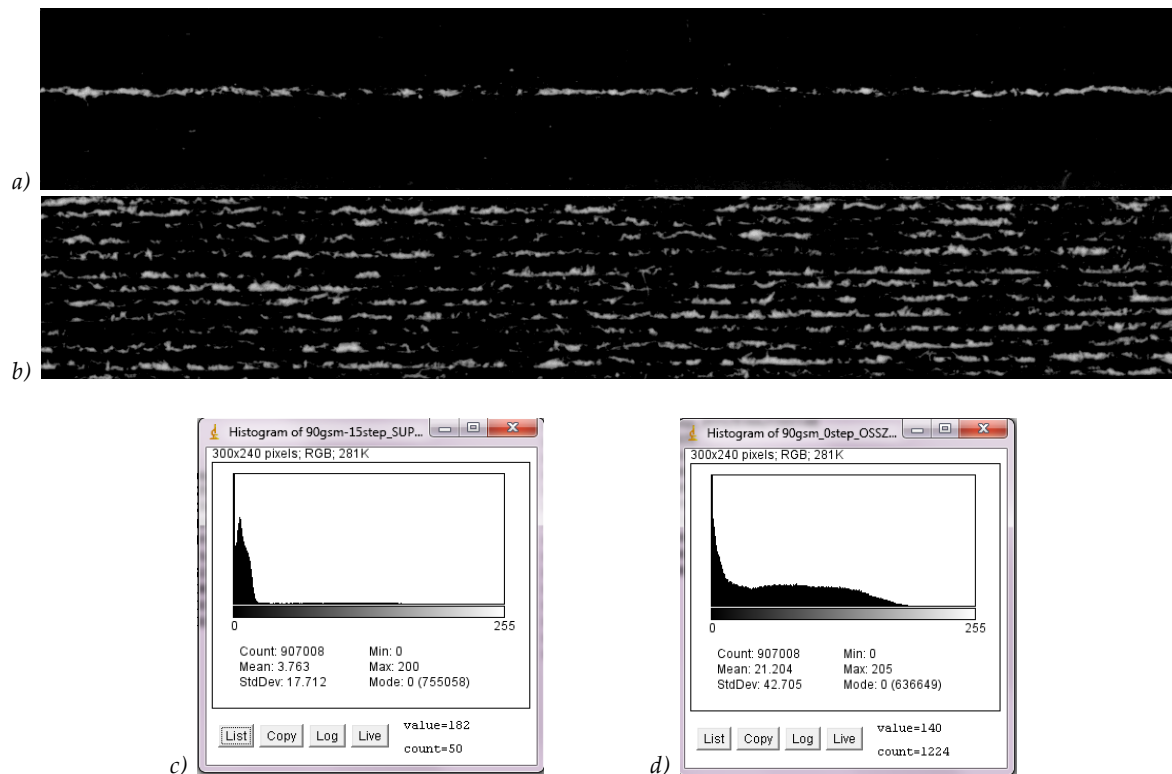 a)
b)
Histogram of 90gsm-15step_SUP...
300x240 pixels; RGB; 281K
0 255
Count: 907008 Min: 0
Mean: 3.763 Max: 200
StdDev: 17.712 Mode: 0 (755058)
List Copy Log Live value=182
count=50
c)
Histogram of 90gsm_0step_OSSZ...
300x240 pixels; RGB; 281K
0 255
Count: 907008 Min: 0
Mean: 21.204 Max: 205
StdDev: 42.705 Mode: 0 (636649)
List Copy Log Live value=140
count=1224
d)